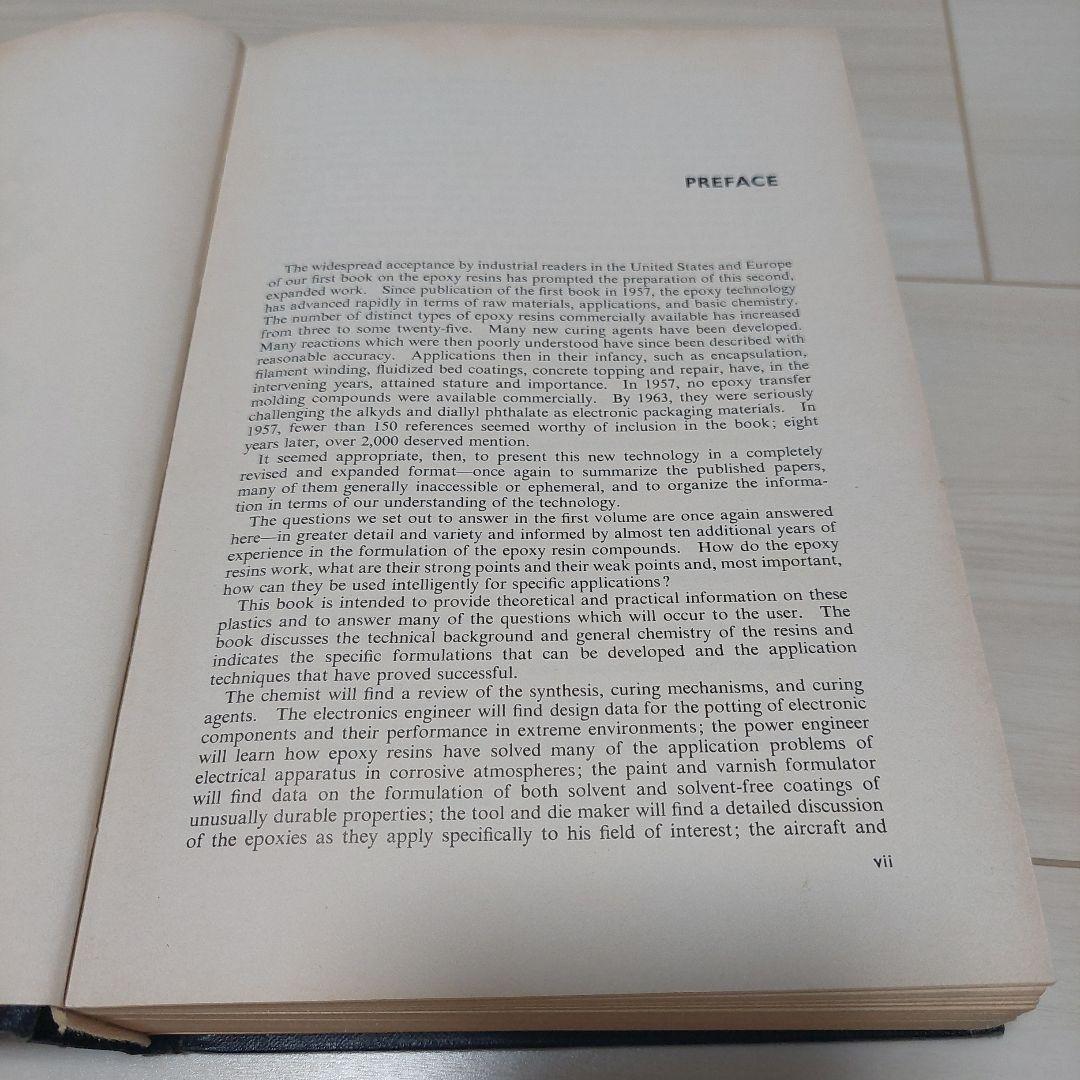 PREFACE
The widespread acceptance by industrial readers in the United States and Europe
of our first book on the epoxy resins has prompted the preparation of this second,
expanded work. Since publication of the first book in 1957, the epoxy technology
has advanced rapidly in terms of raw materials, applications, and basic chemistry.
The number of distinct types of epoxy resins commercially available has increased
from three to some twenty-five. Many new curing agents have been developed.
Many reactions which were then poorly understood have since been described with
reasonable accuracy. Applications then in their infancy, such as encapsulation,
filament winding, fluidized bed coatings, concrete topping and repair, have, in the
intervening years, attained stature and importance. In 1957, no epoxy transfer
molding compounds were available commercially. By 1963, they were seriously
challenging the alkyds and diallyl phthalate as electronic packaging materials. In
1957, fewer than 150 references seemed worthy of inclusion in the book; eight
years later, over 2,000 deserved mention.
It seemed appropriate, then, to present this new technology in a completely
revised and expanded format—once again to summarize the published papers,
many of them generally inaccessible or ephemeral, and to organize the informa-
tion in terms of our understanding of the technology.
The questions we set out to answer in the first volume are once again answered
here—in greater detail and variety and informed by almost ten additional years of
experience in the formulation of the epoxy resin compounds. How do the epoxy
resins work, what are their strong points and their weak points and, most important,
how can they be used intelligently for specific applications?
This book is intended to provide theoretical and practical information on these
plastics and to answer many of the questions which will occur to the user. The
book discusses the technical background and general chemistry of the resins and
indicates the specific formulations that can be developed and the application
techniques that have proved successful.
The chemist will find a review of the synthesis, curing mechanisms, and curing
agents. The electronics engineer will find design data for the potting of electronic
components and their performance in extreme environments; the power engineer
will learn how epoxy resins have solved many of the application problems of
electrical apparatus in corrosive atmospheres; the paint and varnish formulator
will find data on the formulation of both solvent and solvent-free coatings of
unusually durable properties; the tool and die maker will find a detailed discussion
of the epoxies as they apply specifically to his field of interest; the aircraft and
vii